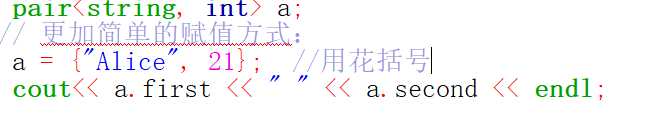 pair<string, int> a;
// 更加简单的赋值方式：
a = {"Alice", 21};  //用花括号
cout<< a.first << " " << a.second << endl;